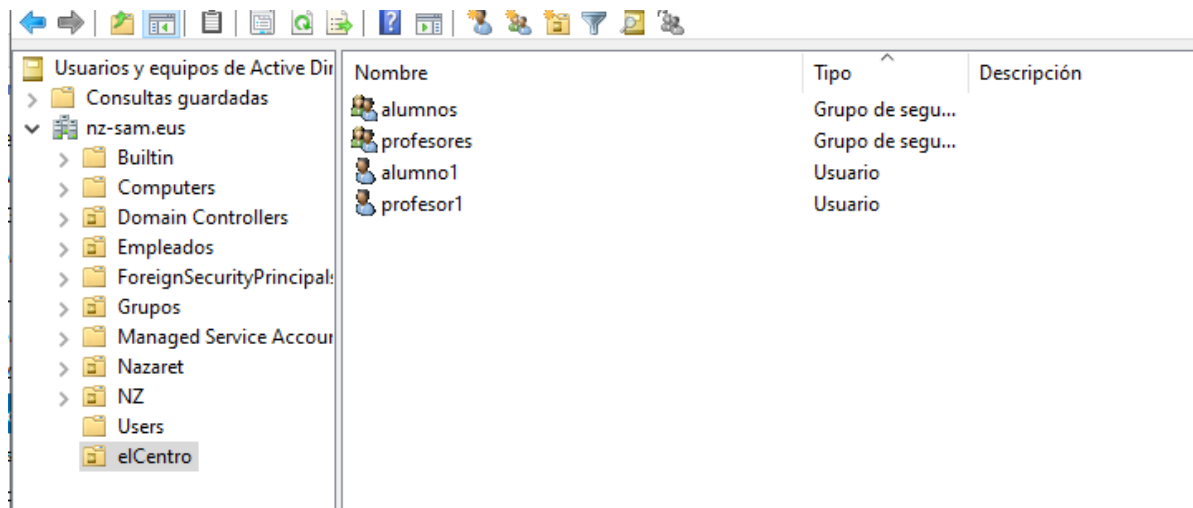 Usuarios y equipos de Active Dir
Consultas guardadas
nz-sam.eus
Builtin
Computers
Domain Controllers
Empleados
ForeignSecurityPrincipal
Grupos
Managed Service Accour
Nazaret
NZ
Users
elCentro
Nombre Tipo Descripción
alumnos Grupo de segu...
profesores Grupo de segu...
alumno1 Usuario
profesor1 Usuario